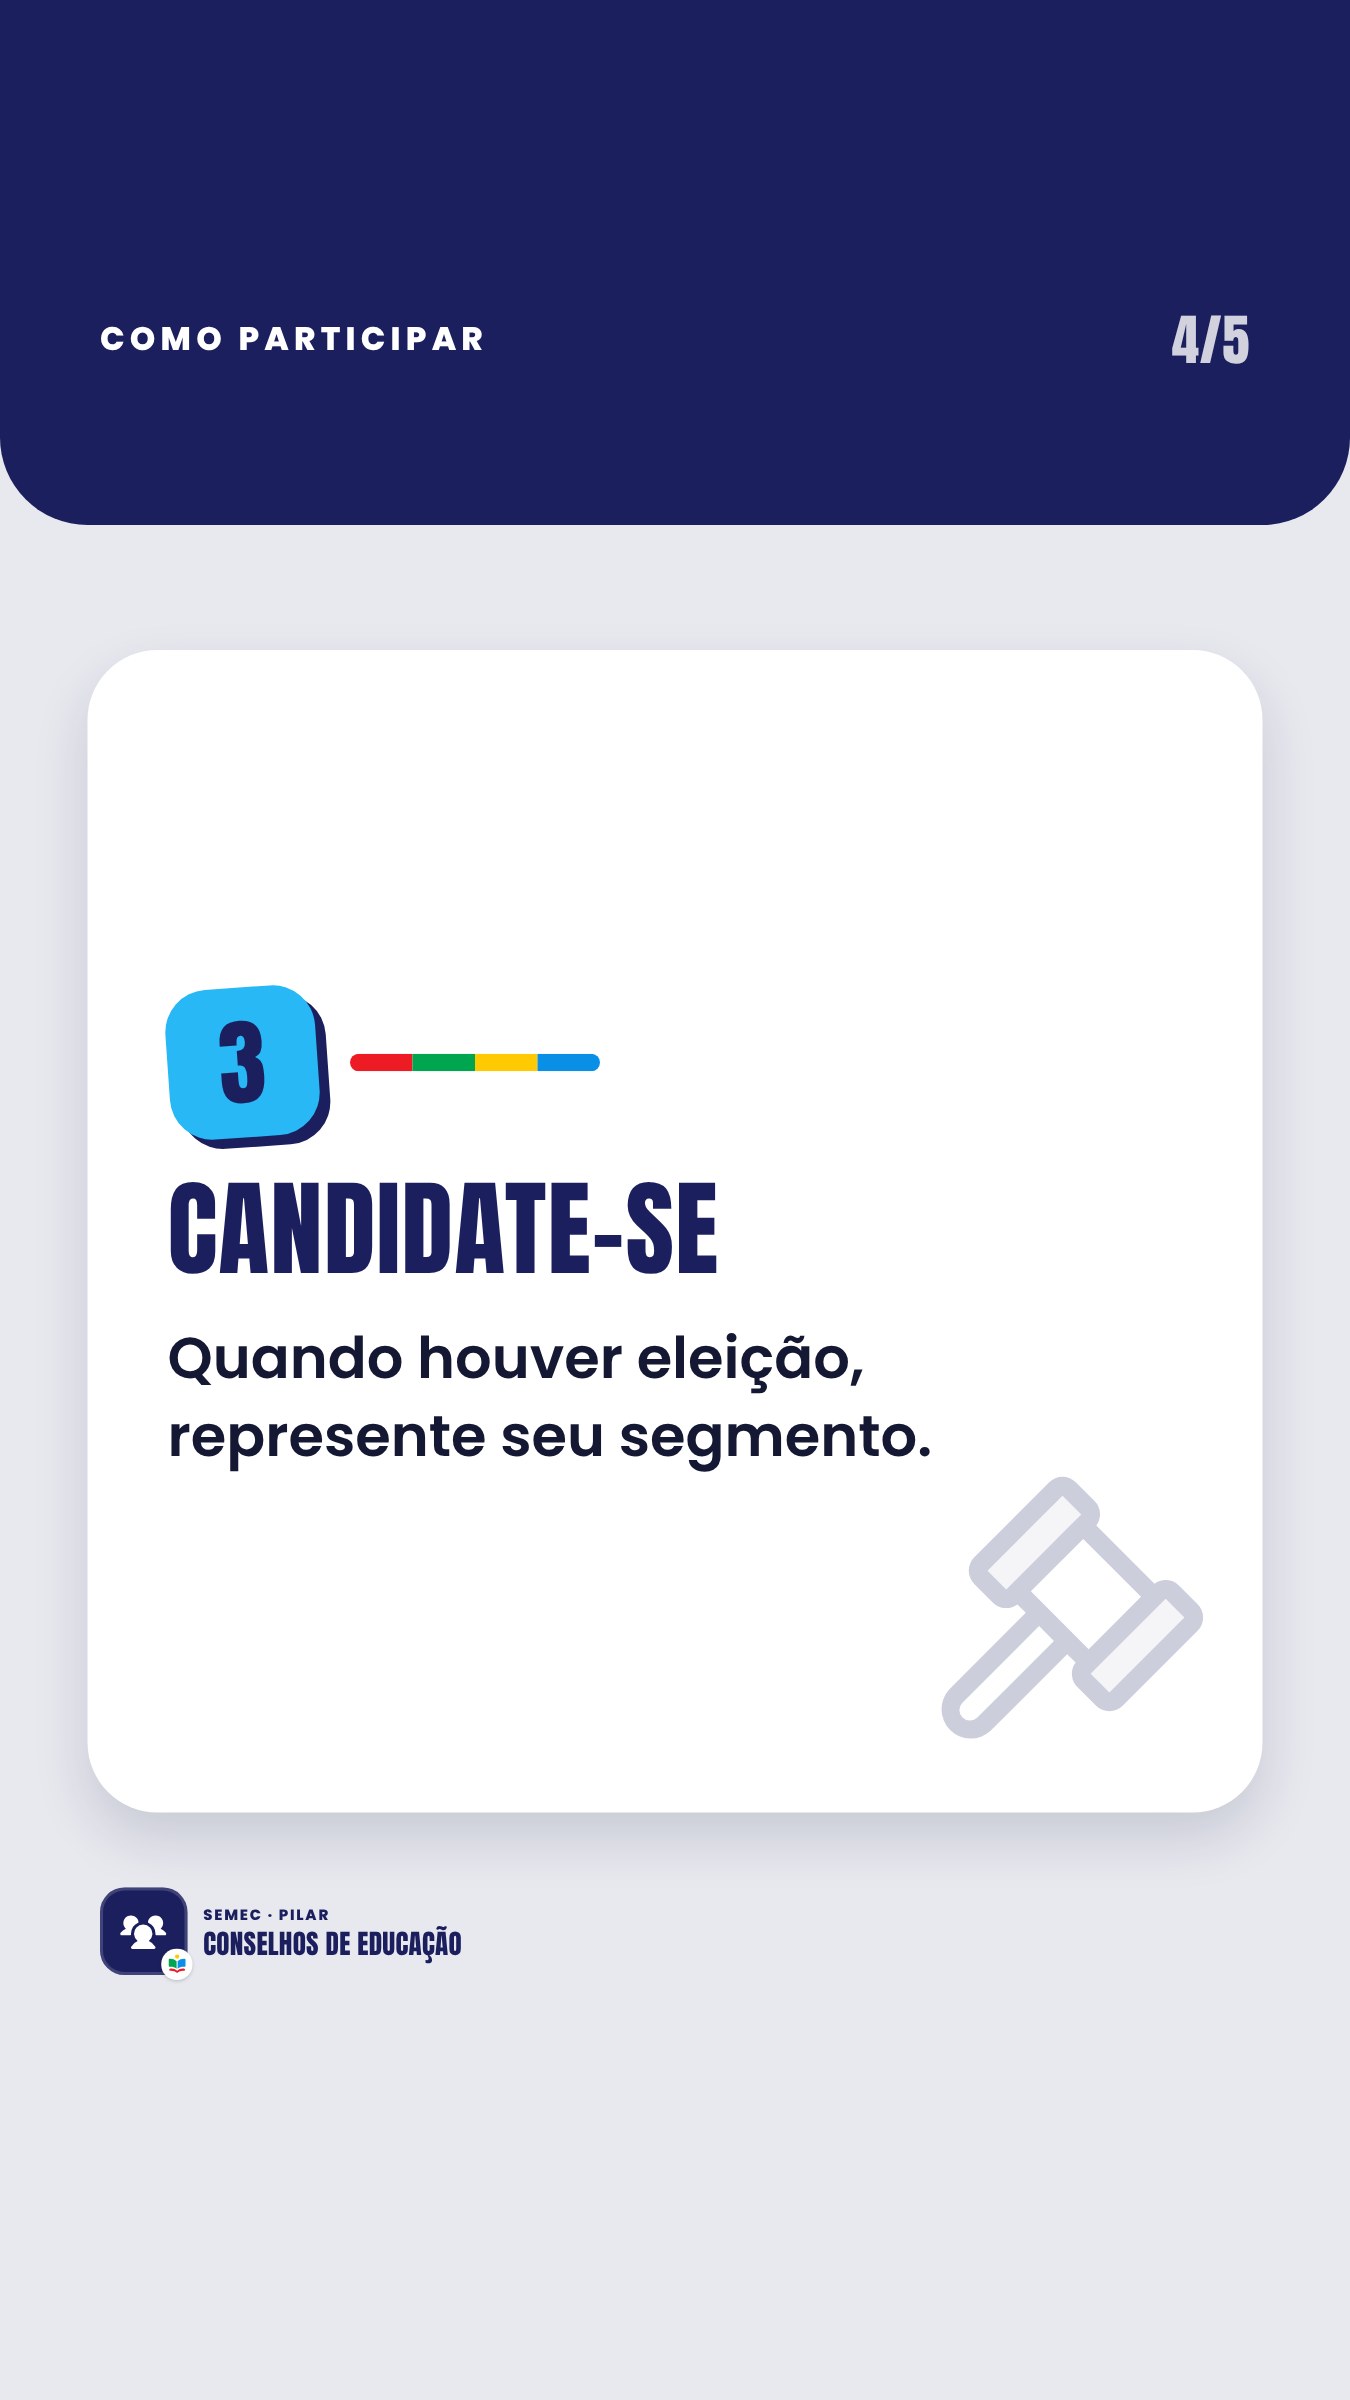 COMO PARTICIPAR
4/5
3
CANDIDATE-SE
Quando houver eleição,
represente seu segmento.
SEMEC · PILAR
CONSELHOS DE EDUCAÇÃO